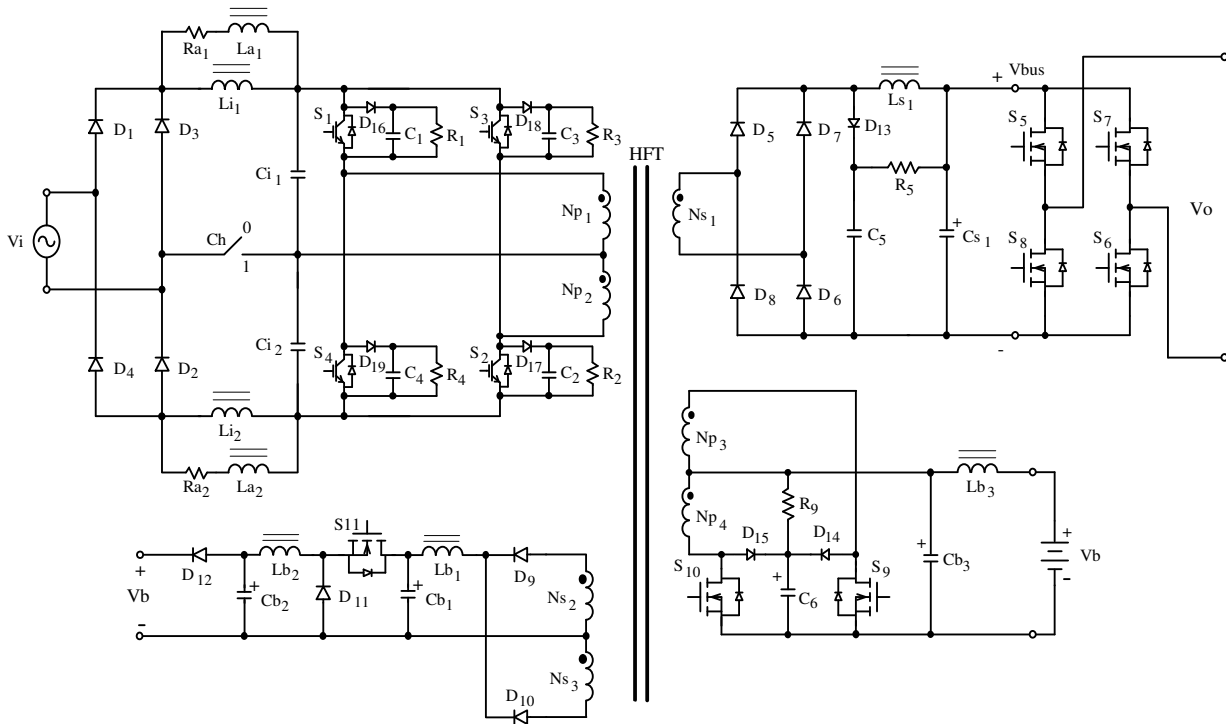 Ra1 La1
Li1
D1 D3
S1 D16 C1 R1 S3 D18 C3 R3
Ci1
HFT
Np1
Vi
Ch 0
1
Np2
Ci2
D4 D2
S4 D19 C4 R4 S2 D17 C2 R2
Li2
Ra2 La2
Ls1 + Vbus
D5 D7 D13
S5 S7
R5
Ns1
C5 + Cs1
Vo
S8 S6
D8 D6
-
Np3
Lb3
R9
Np4
D15 D14
S10 S9
+ C6
+ Cb3
+ Vb
-
S11
D12 Lb2 Lb1 D9
+
Vb
-
+ Cb2 D11 + Cb1
Ns2
Ns3
D10